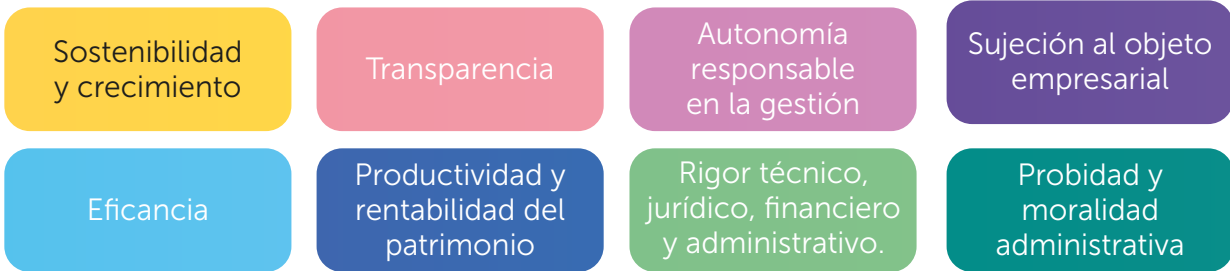 Sostenibilidad
y crecimiento
Transparencia
Autonomía
responsable
en la gestión
Sujeción al objeto
empresarial
Eficancia
Productividad y
rentabilidad del
patrimonio
Rigor técnico,
jurídico, financiero
y administrativo.
Probidad y
moralidad
administrativa